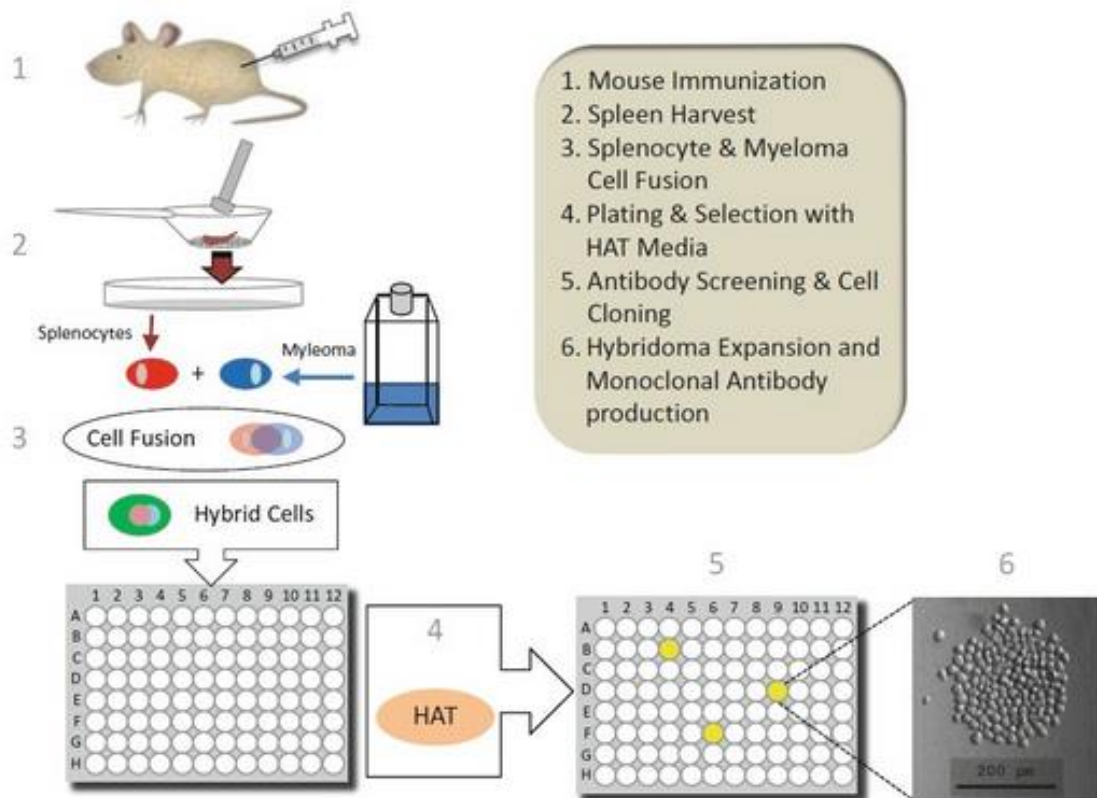 1
1. Mouse Immunization
2. Spleen Harvest
3. Splenocyte & Myeloma
Cell Fusion
4. Plating & Selection with
HAT Media
5. Antibody Screening & Cell
Cloning
6. Hybridoma Expansion and
Monoclonal Antibody
production
2
Splenocytes
+
Myleoma
3
Cell Fusion
Hybrid Cells
1 2 3 4 5 6 7 8 9 10 11 12
A
B
C
D
E
F
G
H
4
HAT
5
1 2 3 4 5 6 7 8 9 10 11 12
A
B
C
D
E
F
G
H
6
200 µm